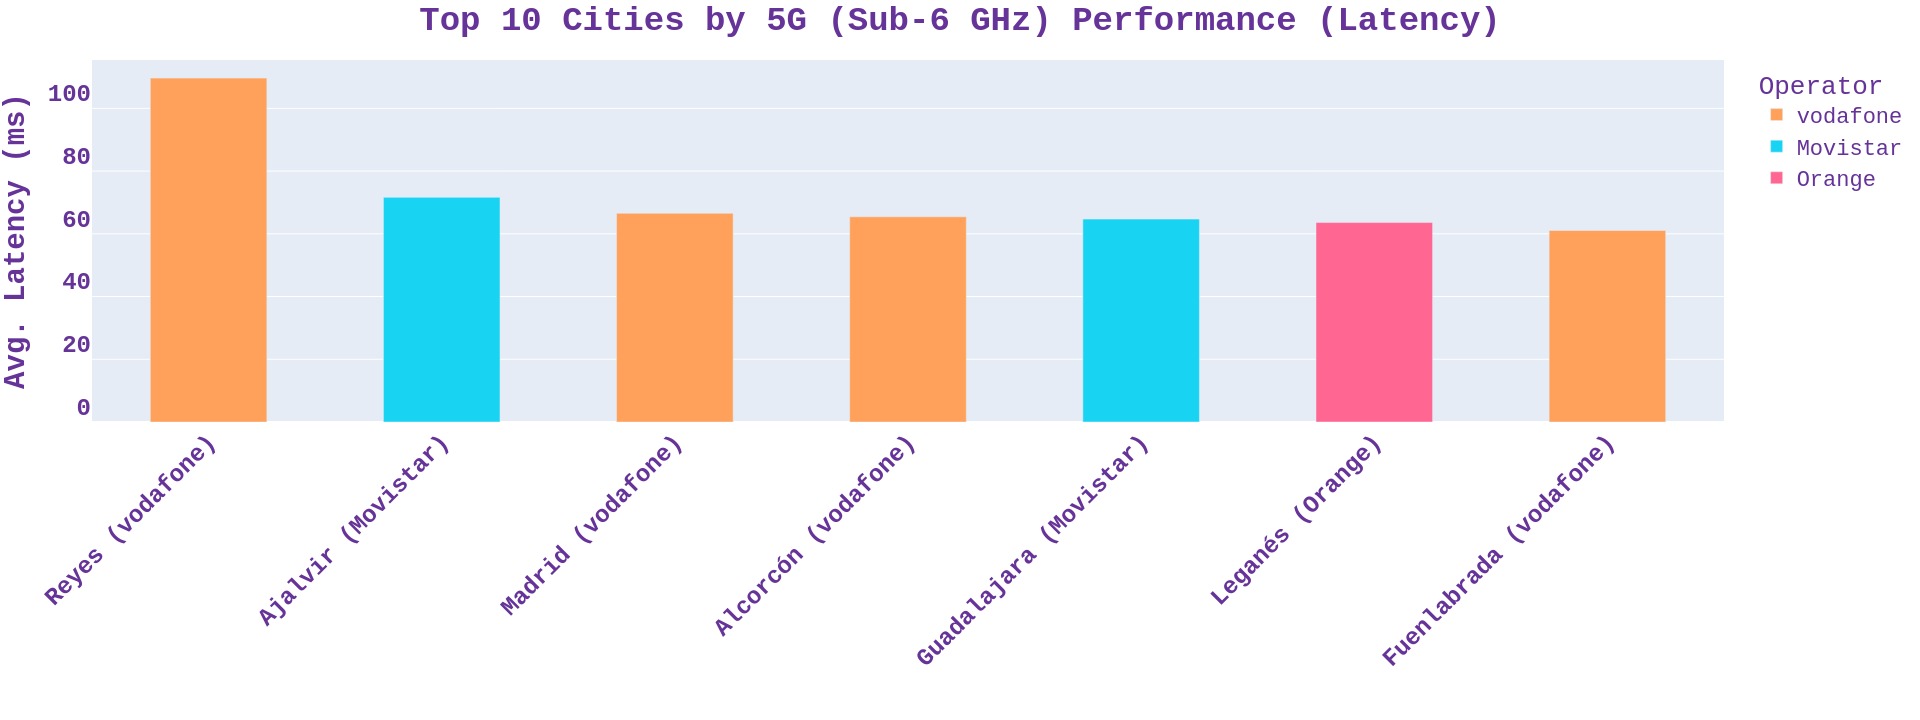 Top 10 Cities by 5G (Sub-6 GHz) Performance (Latency)
Avg. Latency (ms)
100
80
60
40
20
0
Reyes (vodafone)
Ajalvir (Movistar)
Madrid (vodafone)
Alcorcón (vodafone)
Guadalajara (Movistar)
Leganés (Orange)
Fuenlabrada (vodafone)
Operator
vodafone
Movistar
Orange